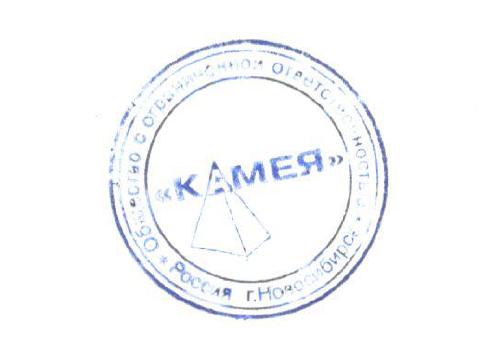 Общество с ограниченной ответственностью
«КАМЕЯ»
* Россия г.Новосибирск *